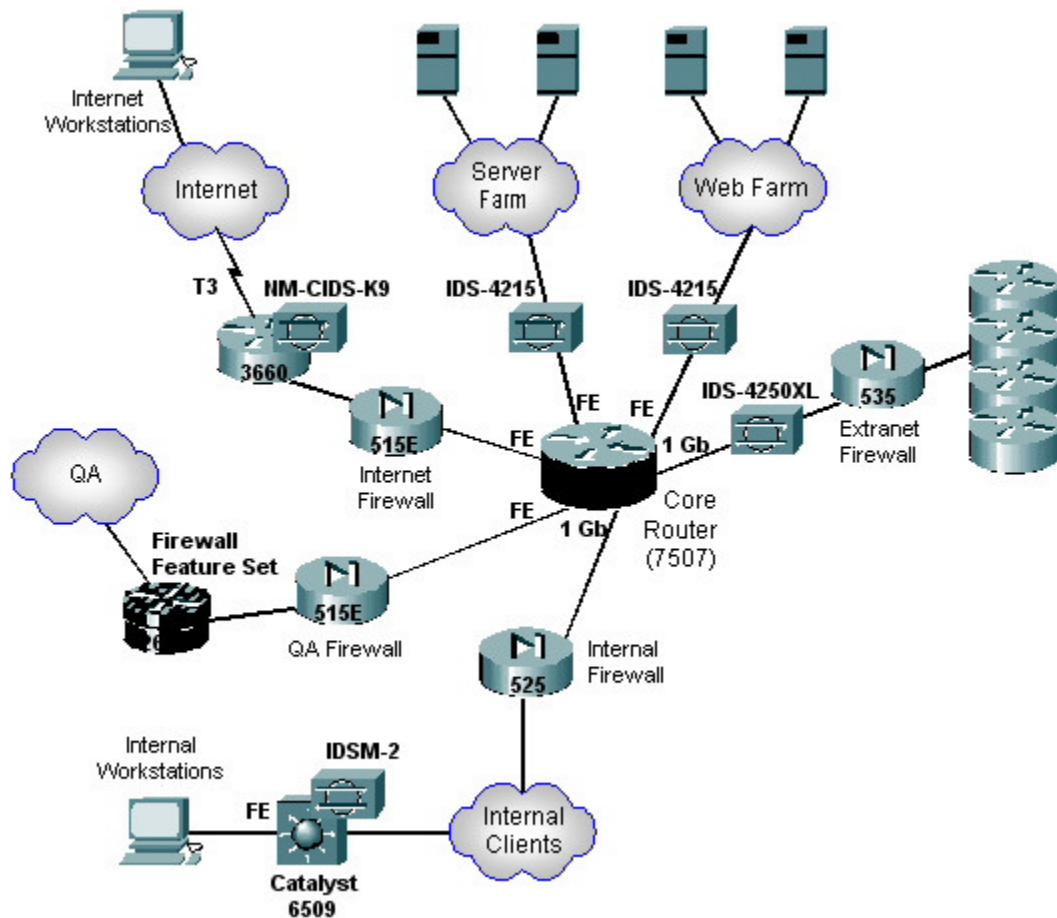 Internet
Workstations
Internet
Server
Farm
Web Farm
T3
NM-CIDS-K9
IDS-4215
IDS-4215
3660
IDS-4250XL
535
Extranet
Firewall
FE
FE
515E
Internet
Firewall
FE
1 Gb
QA
Core
Router
(7507)
FE
1 Gb
Firewall
Feature Set
515E
QA Firewall
525
Internal
Firewall
Internal
Workstations
IDSM-2
FE
Internal
Clients
Catalyst
6509